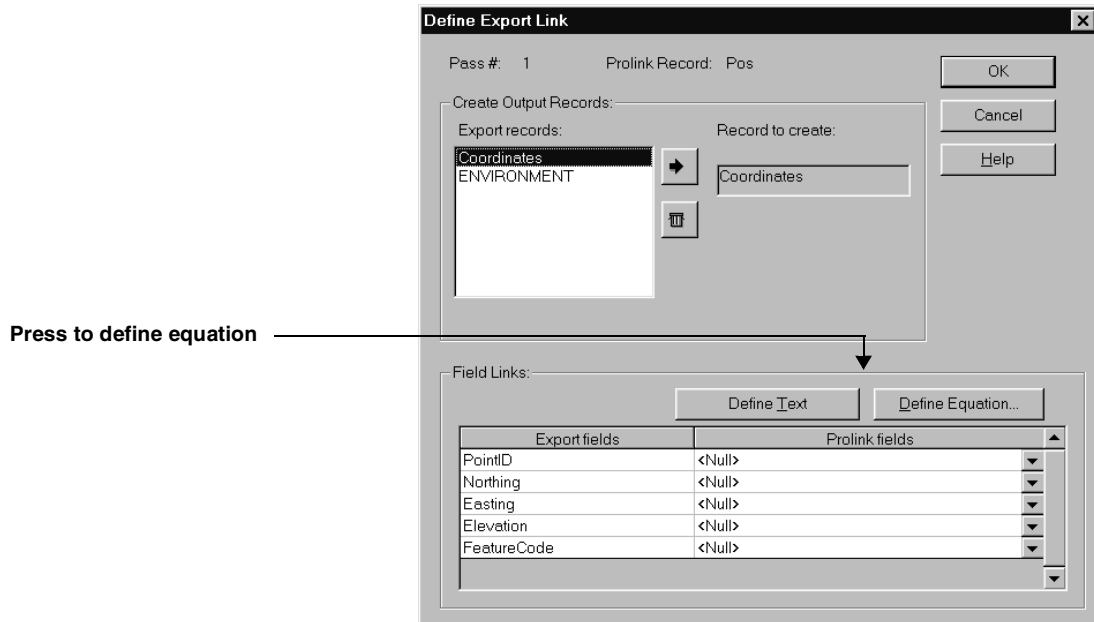 Define Export Link
Pass #: 1 Prolink Record: Pos
OK
Create Output Records:
Cancel
Export records: Record to create:
Help
Coordinates
ENVIRONMENT
Coordinates
Press to define equation
Field Links:
Define Text Define Equation...
Export fields Prolink fields
PointID <Null>
Northing <Null>
Easting <Null>
Elevation <Null>
FeatureCode <Null>